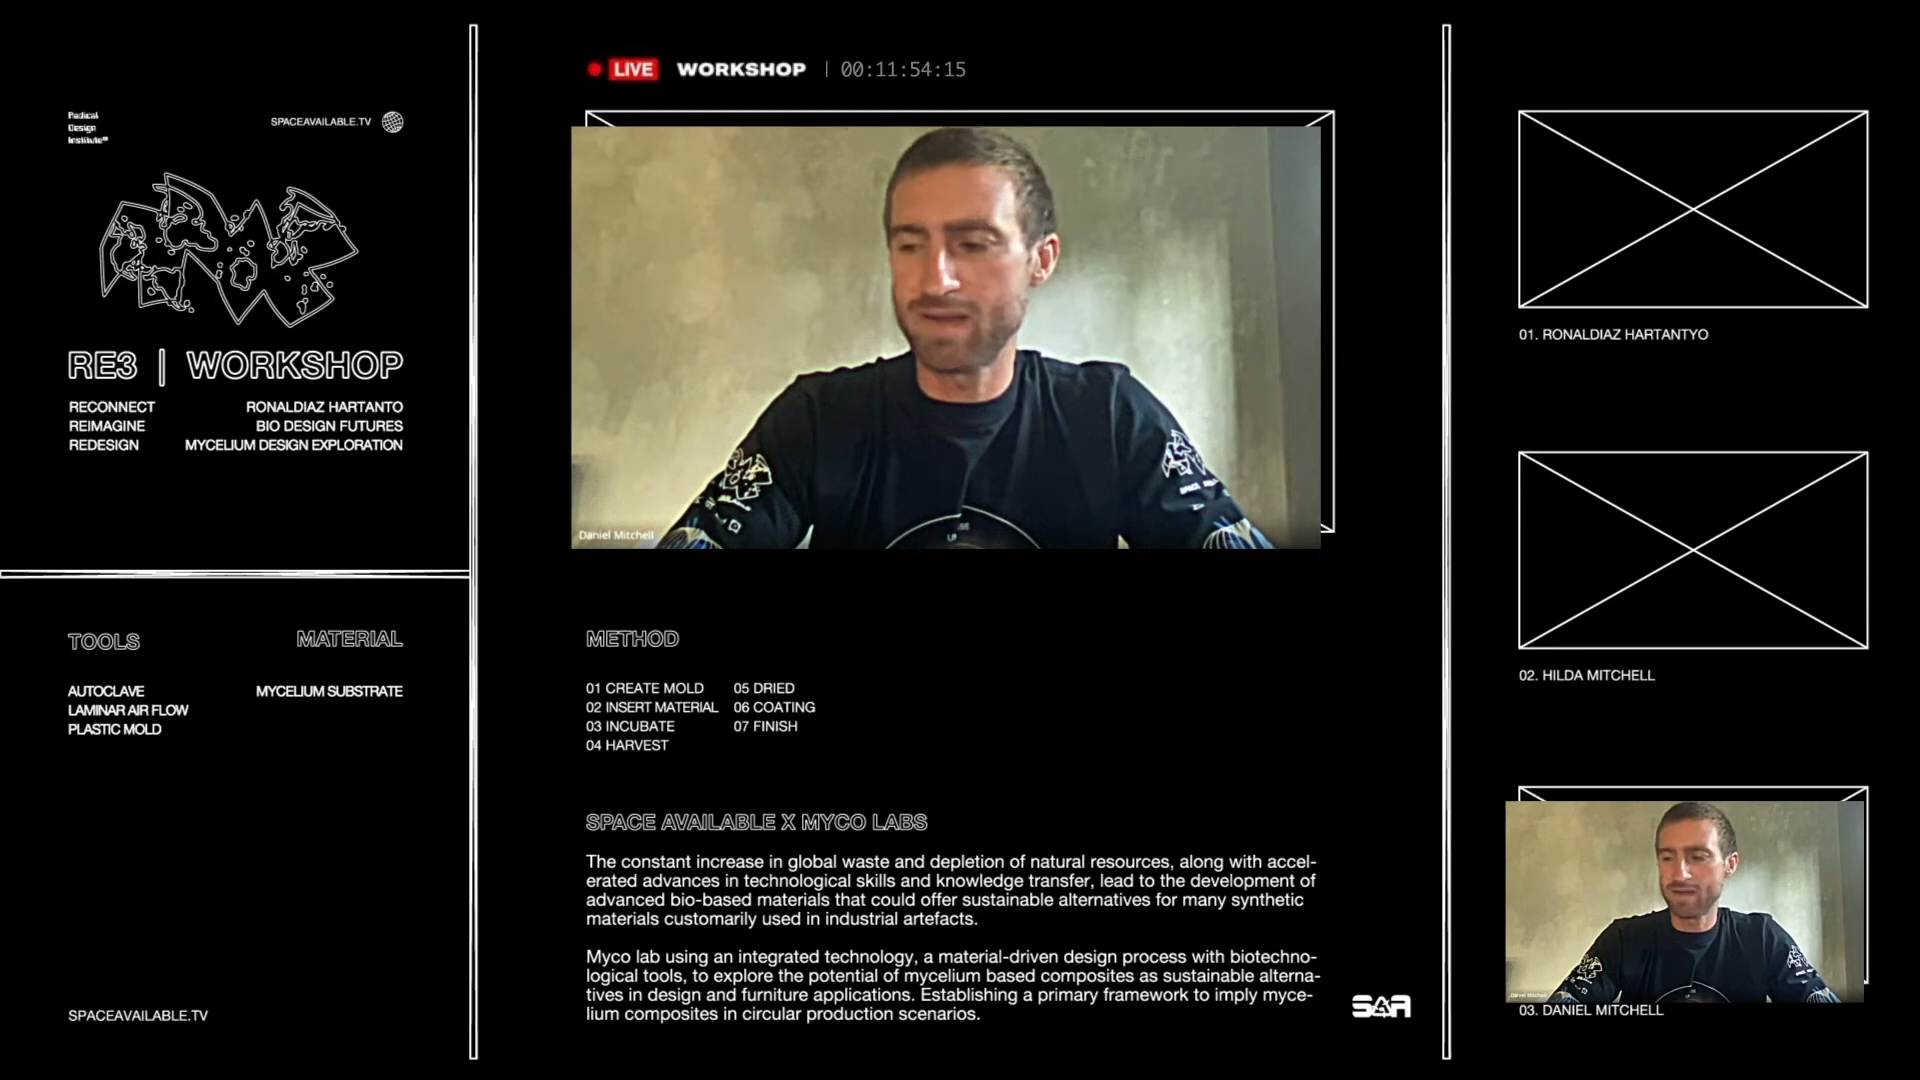 Radical
Design
Institute
SPACEAVAILABLE.TV
RE3 | WORKSHOP
RECONNECT
REIMAGINE
REDESIGN
RONALDIAZ HARTANTO
BIO DESIGN FUTURES
MYCELIUM DESIGN EXPLORATION
TOOLS
AUTOCLAVE
LAMINAR AIR FLOW
PLASTIC MOLD
MATERIAL
MYCELIUM SUBSTRATE
SPACEAVAILABLE.TV
LIVE WORKSHOP | 00:11:54:15
Daniel Mitchell
METHOD
01 CREATE MOLD
02 INSERT MATERIAL
03 INCUBATE
04 HARVEST
05 DRIED
06 COATING
07 FINISH
SPACE AVAILABLE X MYCO LABS
The constant increase in global waste and depletion of natural resources, along with accel-
erated advances in technological skills and knowledge transfer, lead to the development of
advanced bio-based materials that could offer sustainable alternatives for many synthetic
materials customarily used in industrial artefacts.
Myco lab using an integrated technology, a material-driven design process with biotechno-
logical tools, to explore the potential of mycelium based composites as sustainable alterna-
tives in design and furniture applications. Establishing a primary framework to imply myce-
lium composites in circular production scenarios.
01. RONALDIAZ HARTANTYO
02. HILDA MITCHELL
Daniel Mitchell
03. DANIEL MITCHELL